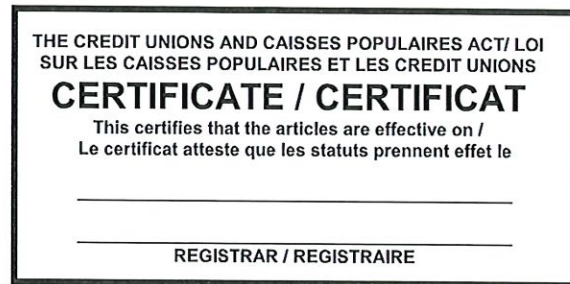 THE CREDIT UNIONS AND CAISSES POPULAIRES ACT/ LOI
SUR LES CAISSES POPULAIRES ET LES CREDIT UNIONS
CERTIFICATE / CERTIFICAT
This certifies that the articles are effective on /
Le certificat atteste que les statuts prennent effet le
REGISTRAR / REGISTRAIRE